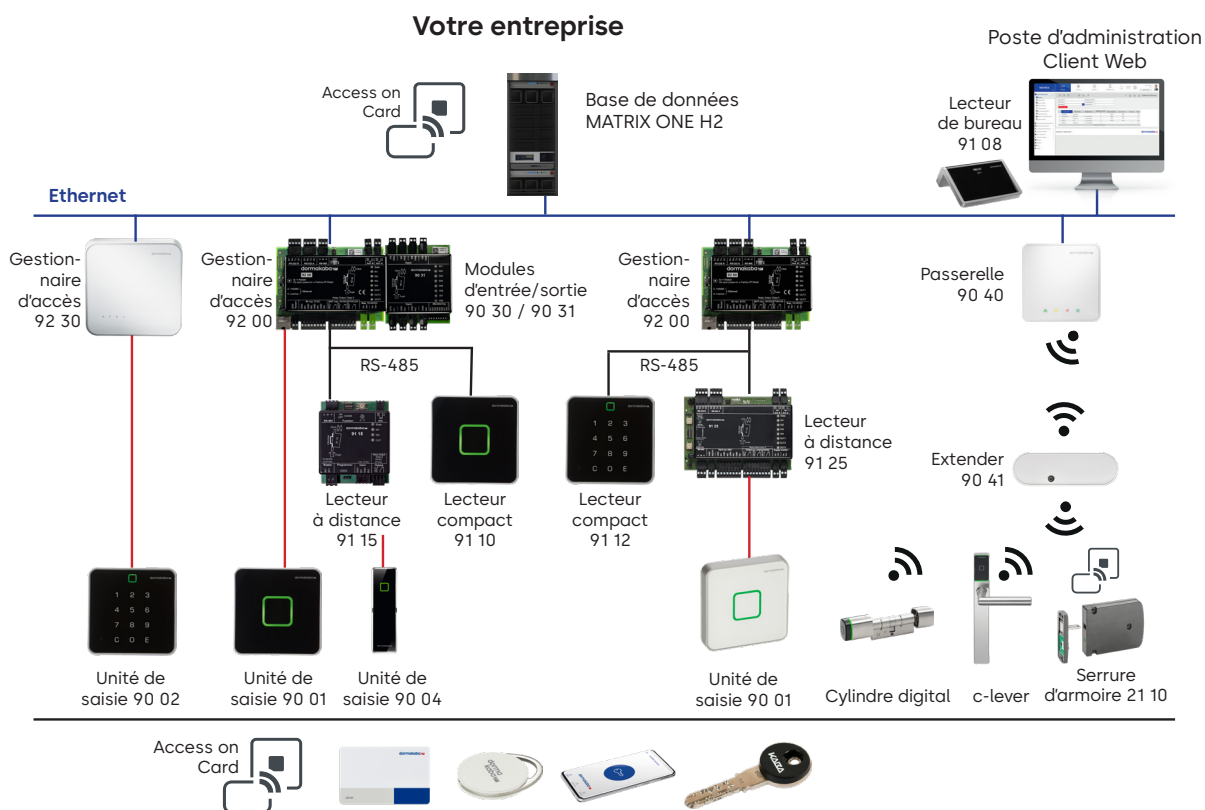 Votre entreprise
Poste d'administration
Client Web
Access on
Card
Base de données
MATRIX ONE H2
Lecteur
de bureau
91 08
Ethernet
Gestion-
naire
d'accès
92 30
Gestion-
naire
d'accès
92 00
Modules
d'entrée/sortie
90 30 / 90 31
Gestion-
naire
d'accès
92 00
Passerelle
90 40
RS-485
RS-485
Lecteur
à distance
91 15
Lecteur
compact
91 10
Lecteur
compact
91 12
Lecteur
à distance
91 25
Extender
90 41
1 2 3
4 5 6
7 8 9
C O E
1 2 3
4 5 6
7 8 9
C O E
Unité de
saisie 90 02
Unité de
saisie 90 01
Unité de
saisie 90 04
Unité de
saisie 90 01
Cylindre digital
c-lever
Serrure
d'armoire 21 10
Access on
Card
dormakaba
dorma
kaba
KABA